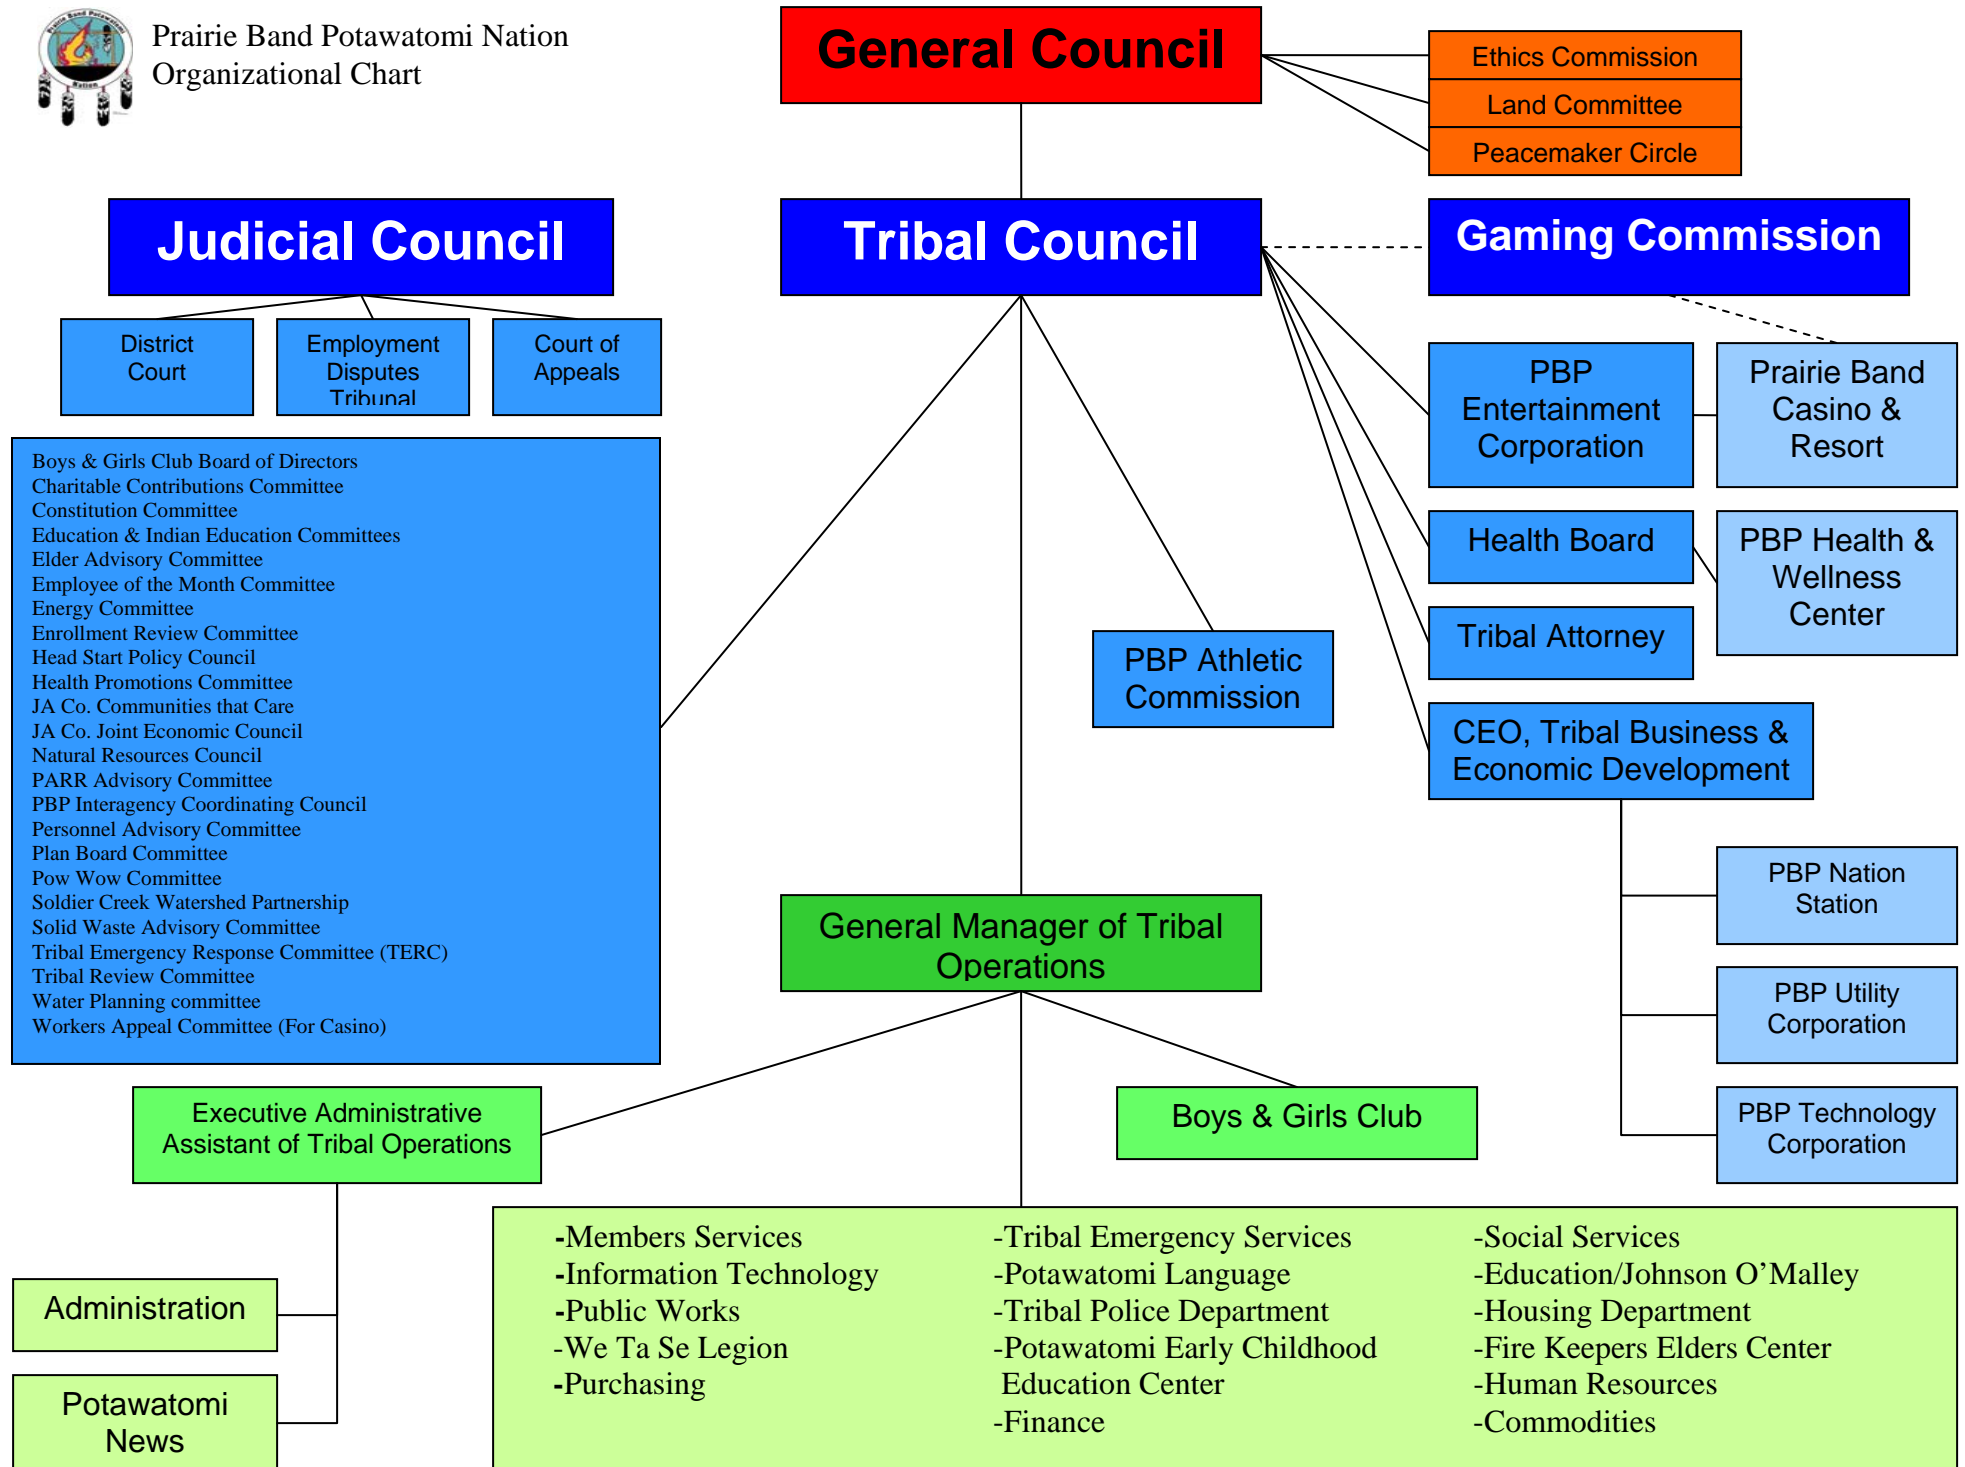 Prairie Band Potawatomi
Nation
Prairie Band Potawatomi Nation
Organizational Chart
General Council
Ethics Commission
Land Committee
Peacemaker Circle
Judicial Council
Tribal Council
Gaming Commission
District
Court
Employment
Disputes
Tribunal
Court of
Appeals
PBP
Entertainment
Corporation
Prairie Band
Casino &
Resort
Boys & Girls Club Board of Directors
Charitable Contributions Committee
Constitution Committee
Education & Indian Education Committees
Elder Advisory Committee
Employee of the Month Committee
Energy Committee
Enrollment Review Committee
Head Start Policy Council
Health Promotions Committee
JA Co. Communities that Care
JA Co. Joint Economic Council
Natural Resources Council
PARR Advisory Committee
PBP Interagency Coordinating Council
Personnel Advisory Committee
Plan Board Committee
Pow Wow Committee
Soldier Creek Watershed Partnership
Solid Waste Advisory Committee
Tribal Emergency Response Committee (TERC)
Tribal Review Committee
Water Planning committee
Workers Appeal Committee (For Casino)
Health Board
PBP Health &
Wellness
Center
Tribal Attorney
PBP Athletic
Commission
CEO, Tribal Business &
Economic Development
PBP Nation
Station
PBP Utility
Corporation
PBP Technology
Corporation
General Manager of Tribal
Operations
Executive Administrative
Assistant of Tribal Operations
Boys & Girls Club
Administration
Potawatomi
News
-Members Services
-Information Technology
-Public Works
-We Ta Se Legion
-Purchasing
-Tribal Emergency Services
-Potawatomi Language
-Tribal Police Department
-Potawatomi Early Childhood
Education Center
-Finance
-Social Services
-Education/Johnson O’Malley
-Housing Department
-Fire Keepers Elders Center
-Human Resources
-Commodities